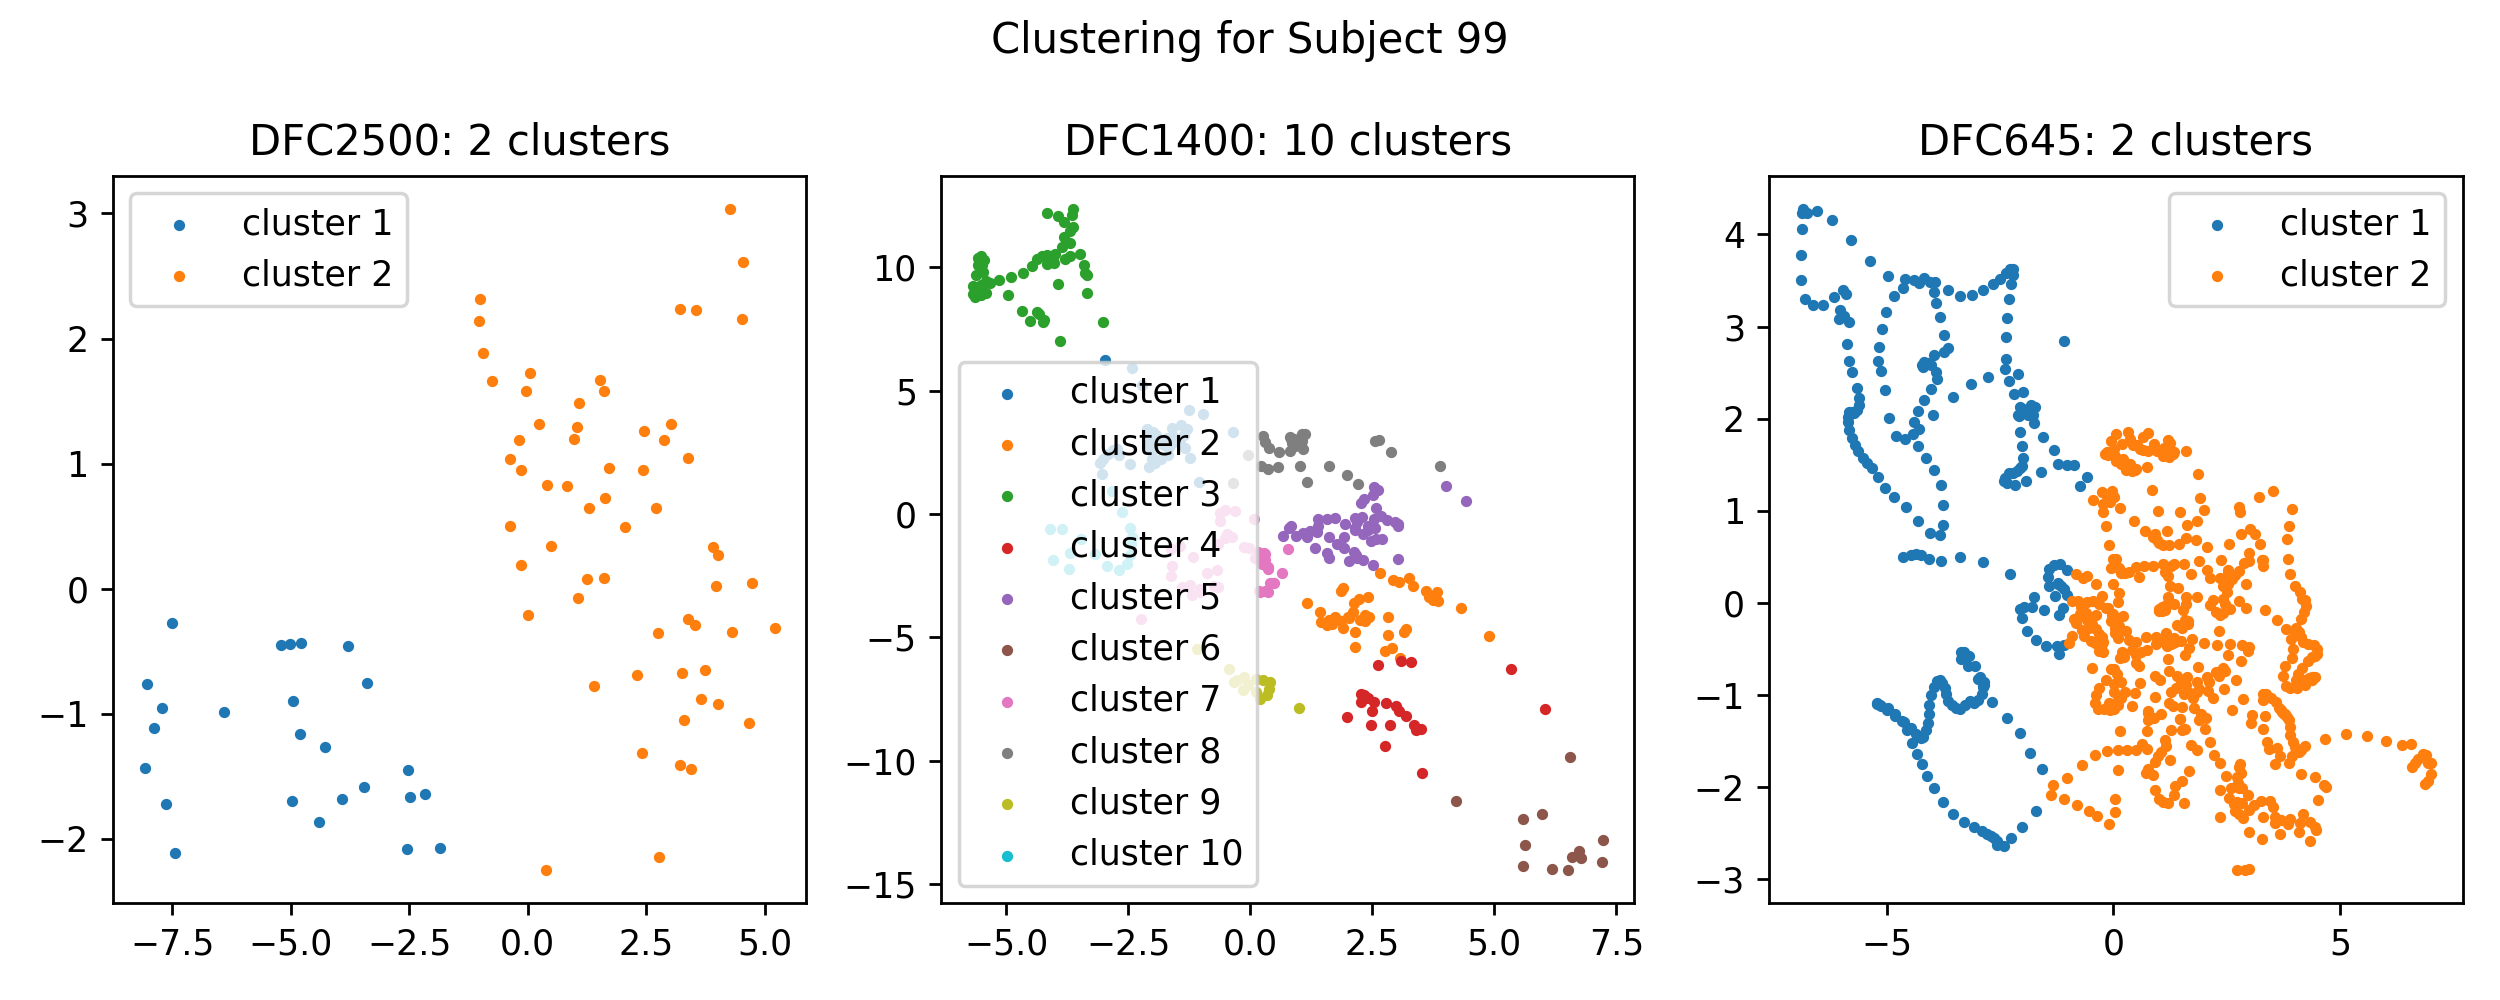 Clustering for Subject 99
DFC2500: 2 clusters
3
2
1
0
−1
−2
−7.5 −5.0 −2.5 0.0 2.5 5.0
cluster 1
cluster 2
DFC1400: 10 clusters
10
5
0
−5
−10
−15
−5.0 −2.5 0.0 2.5 5.0 7.5
cluster 1
cluster 2
cluster 3
cluster 4
cluster 5
cluster 6
cluster 7
cluster 8
cluster 9
cluster 10
DFC645: 2 clusters
4
3
2
1
0
−1
−2
−3
−5 0 5
cluster 1
cluster 2